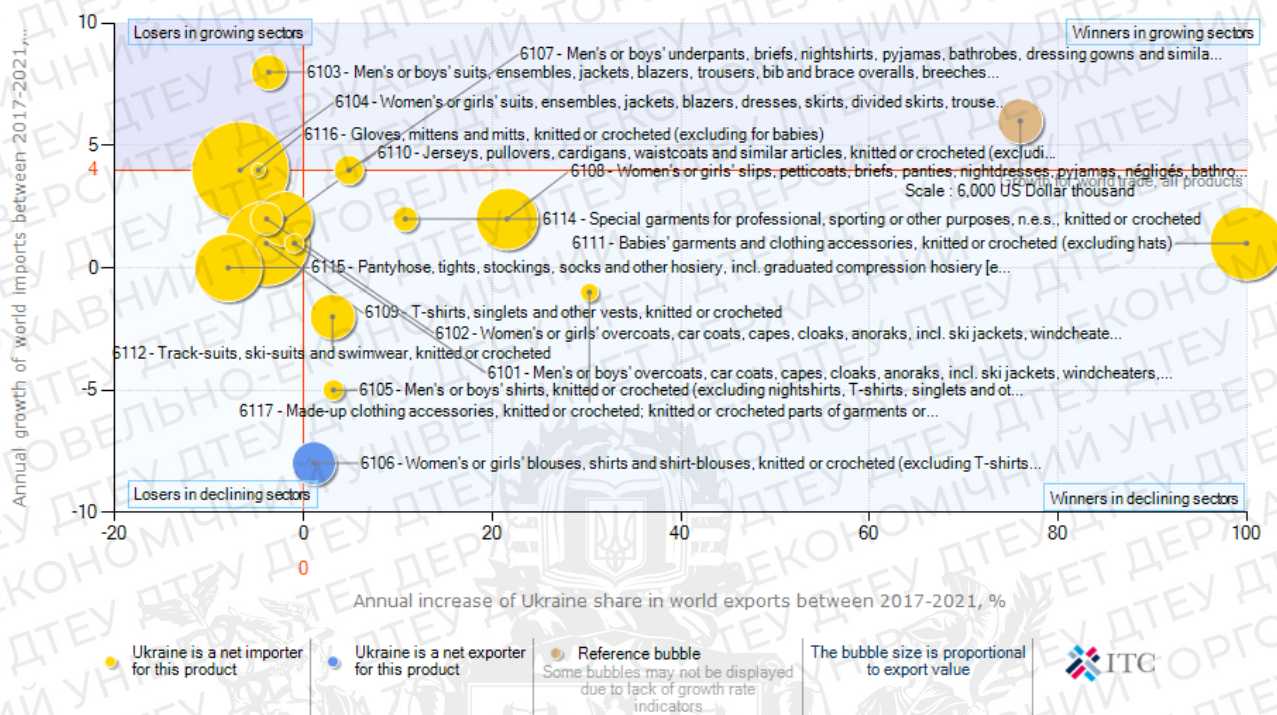 Annual growth of world imports between 2017-2021,...
10
5
4
0
-5
-10
Losers in growing sectors
Winners in growing sectors
6107 - Men's or boys' underpants, briefs, nightshirts, pyjamas, bathrobes, dressing gowns and simila...
6103 - Men's or boys' suits, ensembles, jackets, blazers, trousers, bib and brace overalls, breeches...
6104 - Women's or girls' suits, ensembles, jackets, blazers, dresses, skirts, divided skirts, trouse...
6116 - Gloves, mittens and mitts, knitted or crocheted (excluding for babies)
6110 - Jerseys, pullovers, cardigans, waistcoats and similar articles, knitted or crocheted (excludi...
6108 - Women's or girls' slips, petticoats, briefs, panties, nightdresses, pyjamas, négligés, bathro...
Growth for world trade, all products
Scale : 6,000 US Dollar thousand
6114 - Special garments for professional, sporting or other purposes, n.e.s., knitted or crocheted
6111 - Babies' garments and clothing accessories, knitted or crocheted (excluding hats)
6115 - Pantyhose, tights, stockings, socks and other hosiery, incl. graduated compression hosiery [e...
6109 - T-shirts, singlets and other vests, knitted or crocheted
6102 - Women's or girls' overcoats, car coats, capes, cloaks, anoraks, incl. ski jackets, windcheate...
6112 - Track-suits, ski-suits and swimwear, knitted or crocheted
6101 - Men's or boys' overcoats, car coats, capes, cloaks, anoraks, incl. ski jackets, windcheaters,...
6105 - Men's or boys' shirts, knitted or crocheted (excluding nightshirts, T-shirts, singlets and ot...
6117 - Made-up clothing accessories, knitted or crocheted; knitted or crocheted parts of garments or...
6106 - Women's or girls' blouses, shirts and shirt-blouses, knitted or crocheted (excluding T-shirts...
Losers in declining sectors
Winners in declining sectors
-20
0
20
40
60
80
100
0
Annual increase of Ukraine share in world exports between 2017-2021, %
Ukraine is a net importer
for this product
Ukraine is a net exporter
for this product
Reference bubble
Some bubbles may not be displayed
due to lack of growth rate
indicators
The bubble size is proportional
to export value
ITC